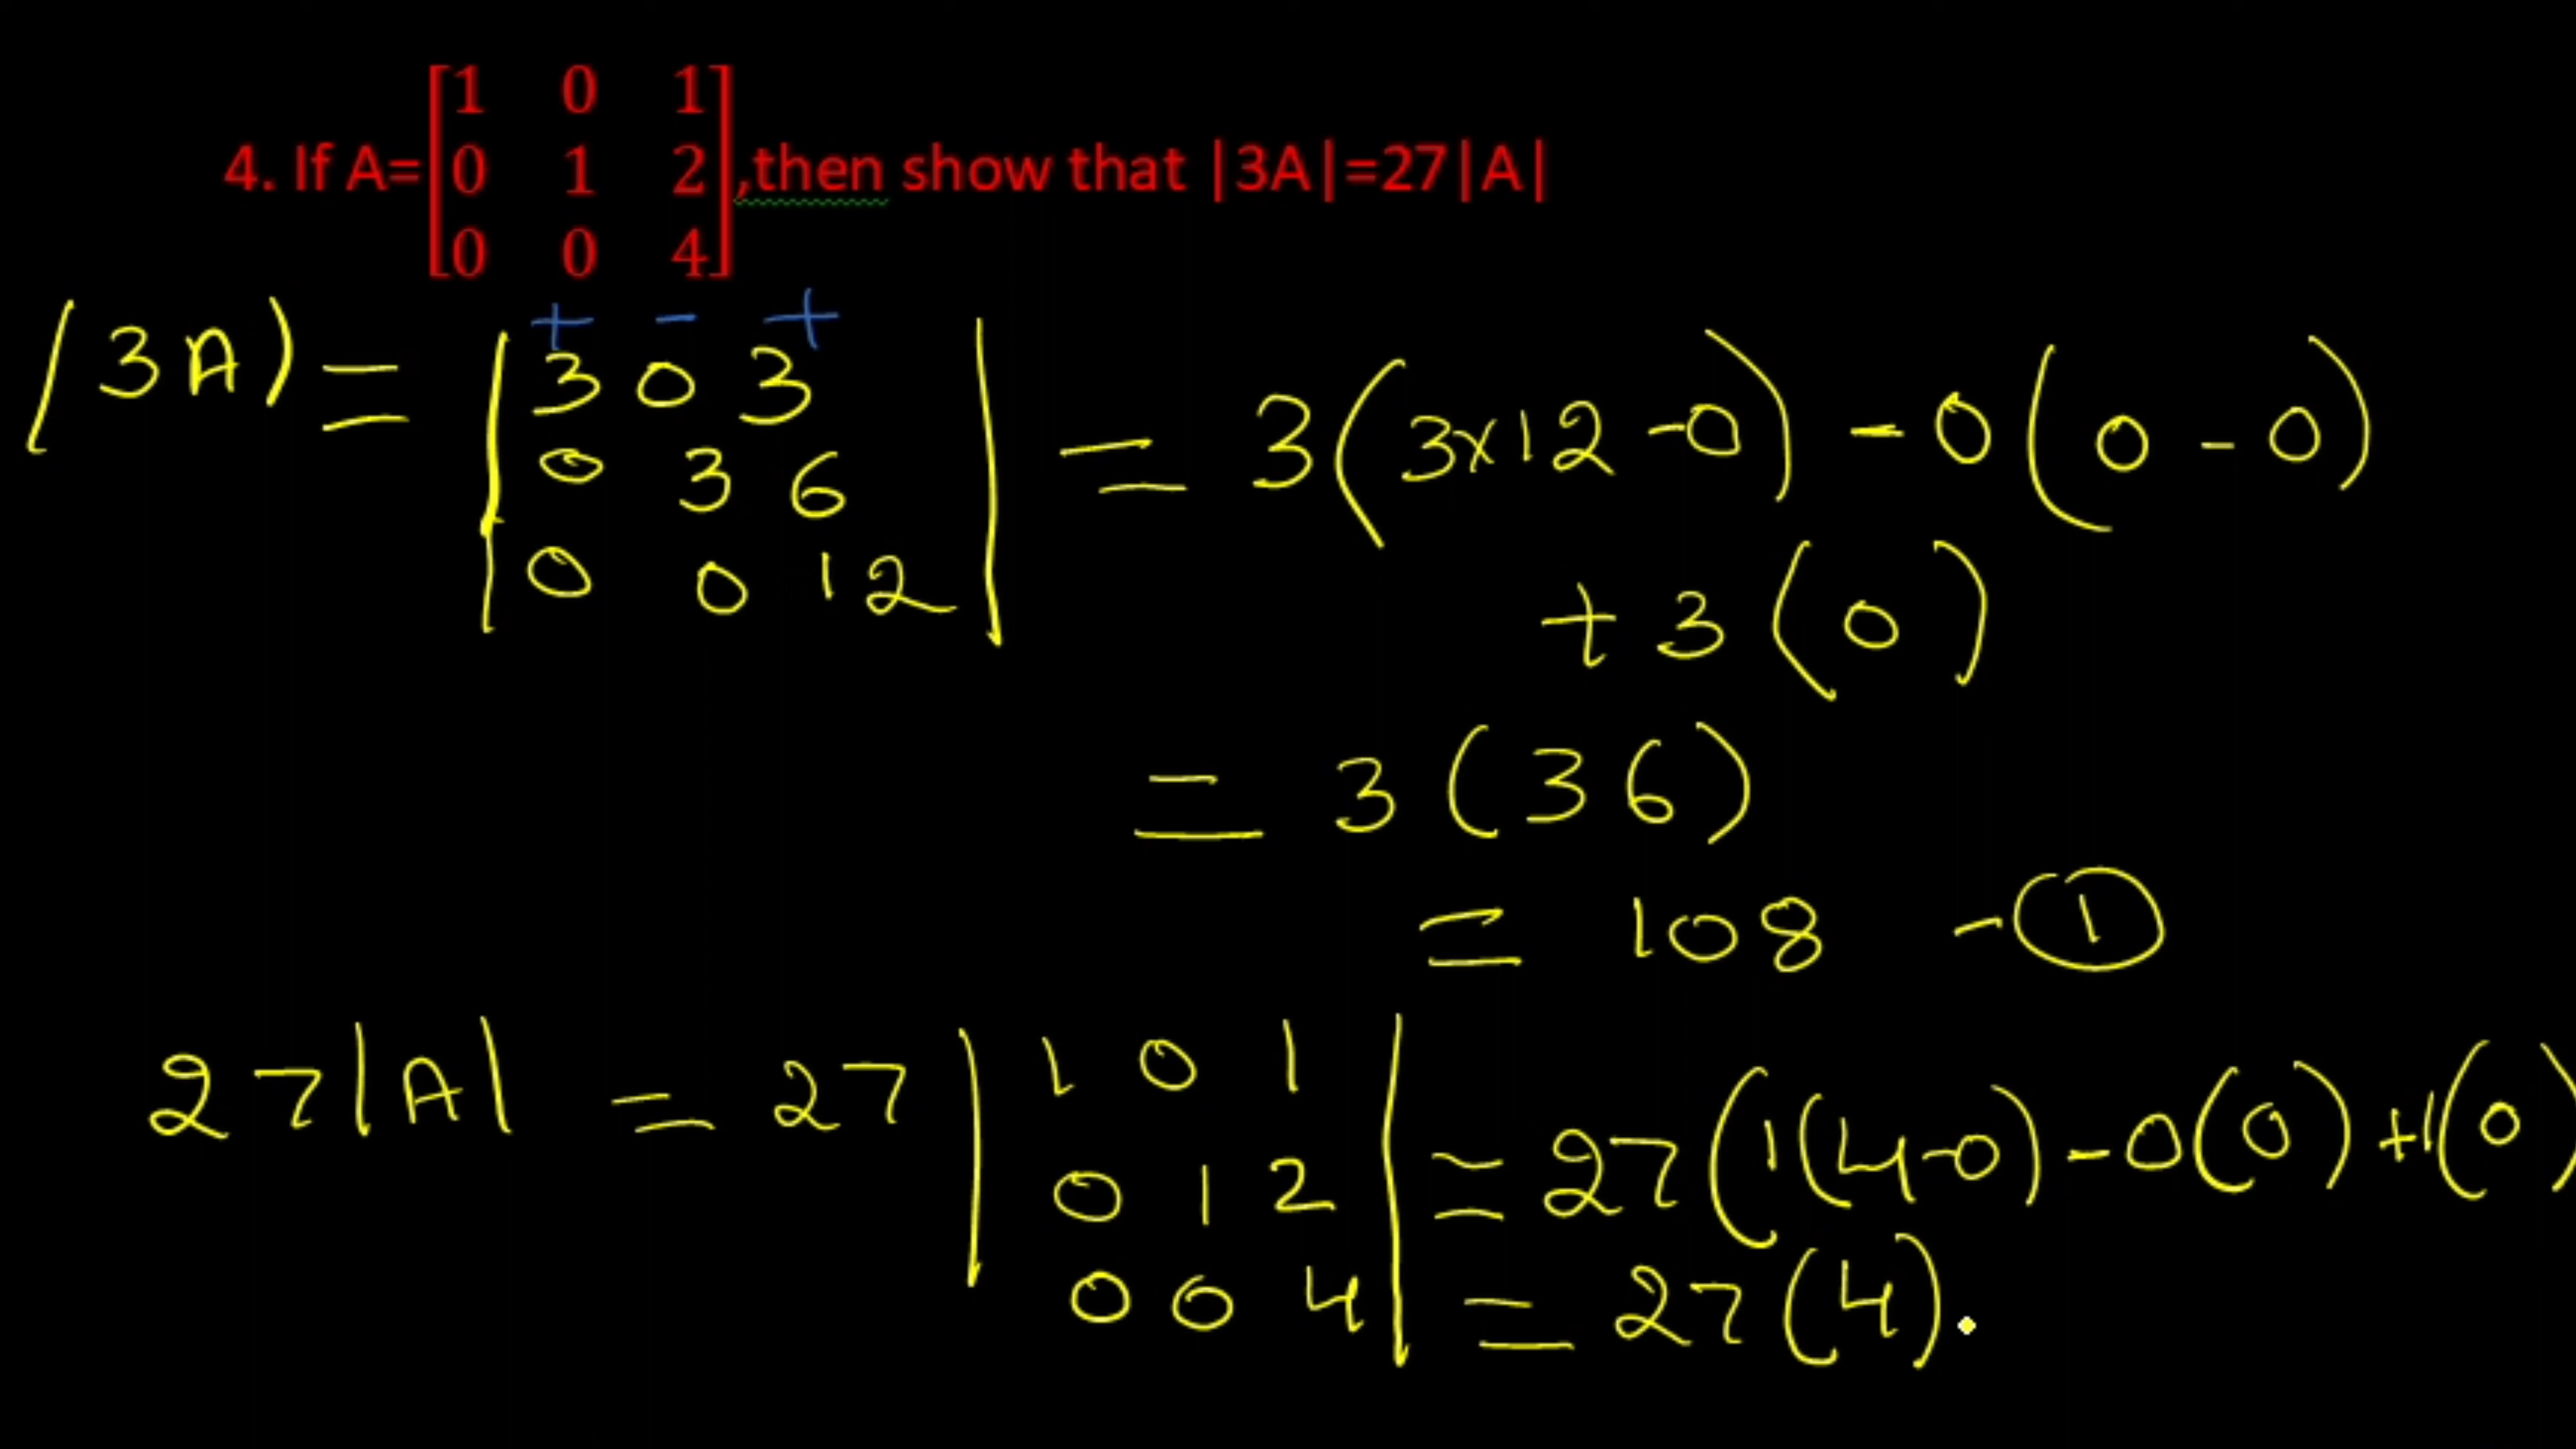 4. If A=[1 0 1
0 1 2
0 0 4],then show that |3A|=27|A|
+ - +
|3A| = |3 0 3
0 3 6
0 0 12| = 3(3x12-0) -0(0-0)
+3(0)
= 3(36)
= 108 -①
27|A| = 27 |1 0 1
0 1 2
0 0 4| = 27(1(4-0)-0(0)+1(0)
= 27(4).